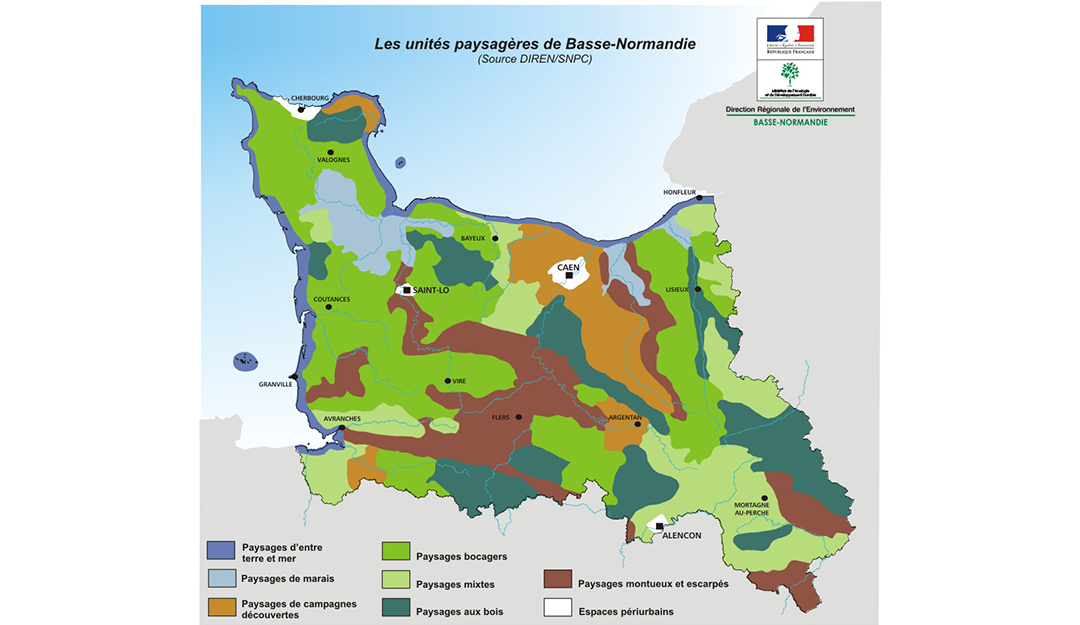 Les unités paysagères de Basse-Normandie
(Source DIREN/SNPC)
Liberté • Égalité • Fraternité
RÉPUBLIQUE FRANÇAISE
Ministère de l'écologie
et du Développement Durable
Direction Régionale de l'Environnement
BASSE-NORMANDIE
CHERBOURG
VALOGNES
HONFLEUR
BAYEUX
CAEN
SAINT-LO
LISIEUX
COUTANCES
GRANVILLE
VIRE
AVRANCHES
FLERS
ARGENTAN
MORTAGNE
AU-PERCHE
ALENCON
Paysages d'entre
terre et mer
Paysages de marais
Paysages de campagnes
découvertes
Paysages bocagers
Paysages mixtes
Paysages aux bois
Paysages montueux et escarpés
Espaces périurbains